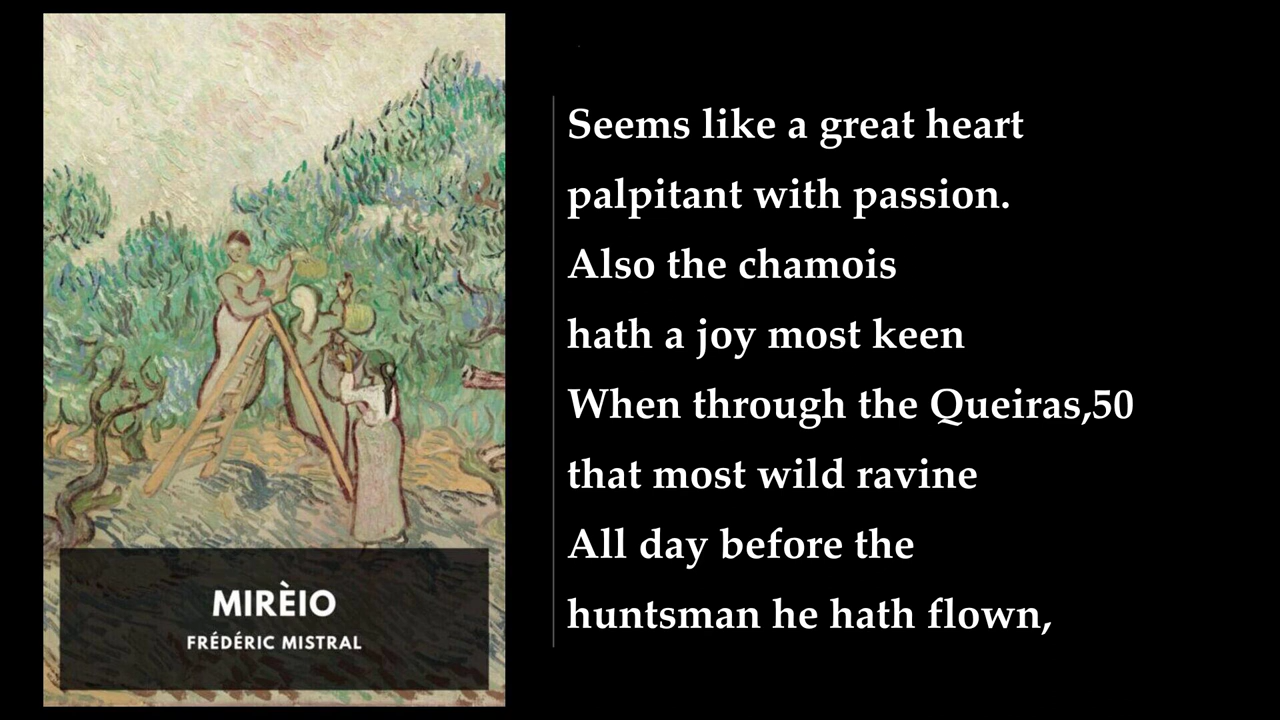 MIRÈIO
FRÉDÉRIC MISTRAL
Seems like a great heart
palpitant with passion.
Also the chamois
hath a joy most keen
When through the Queiras,50
that most wild ravine
All day before the
huntsman he hath flown,